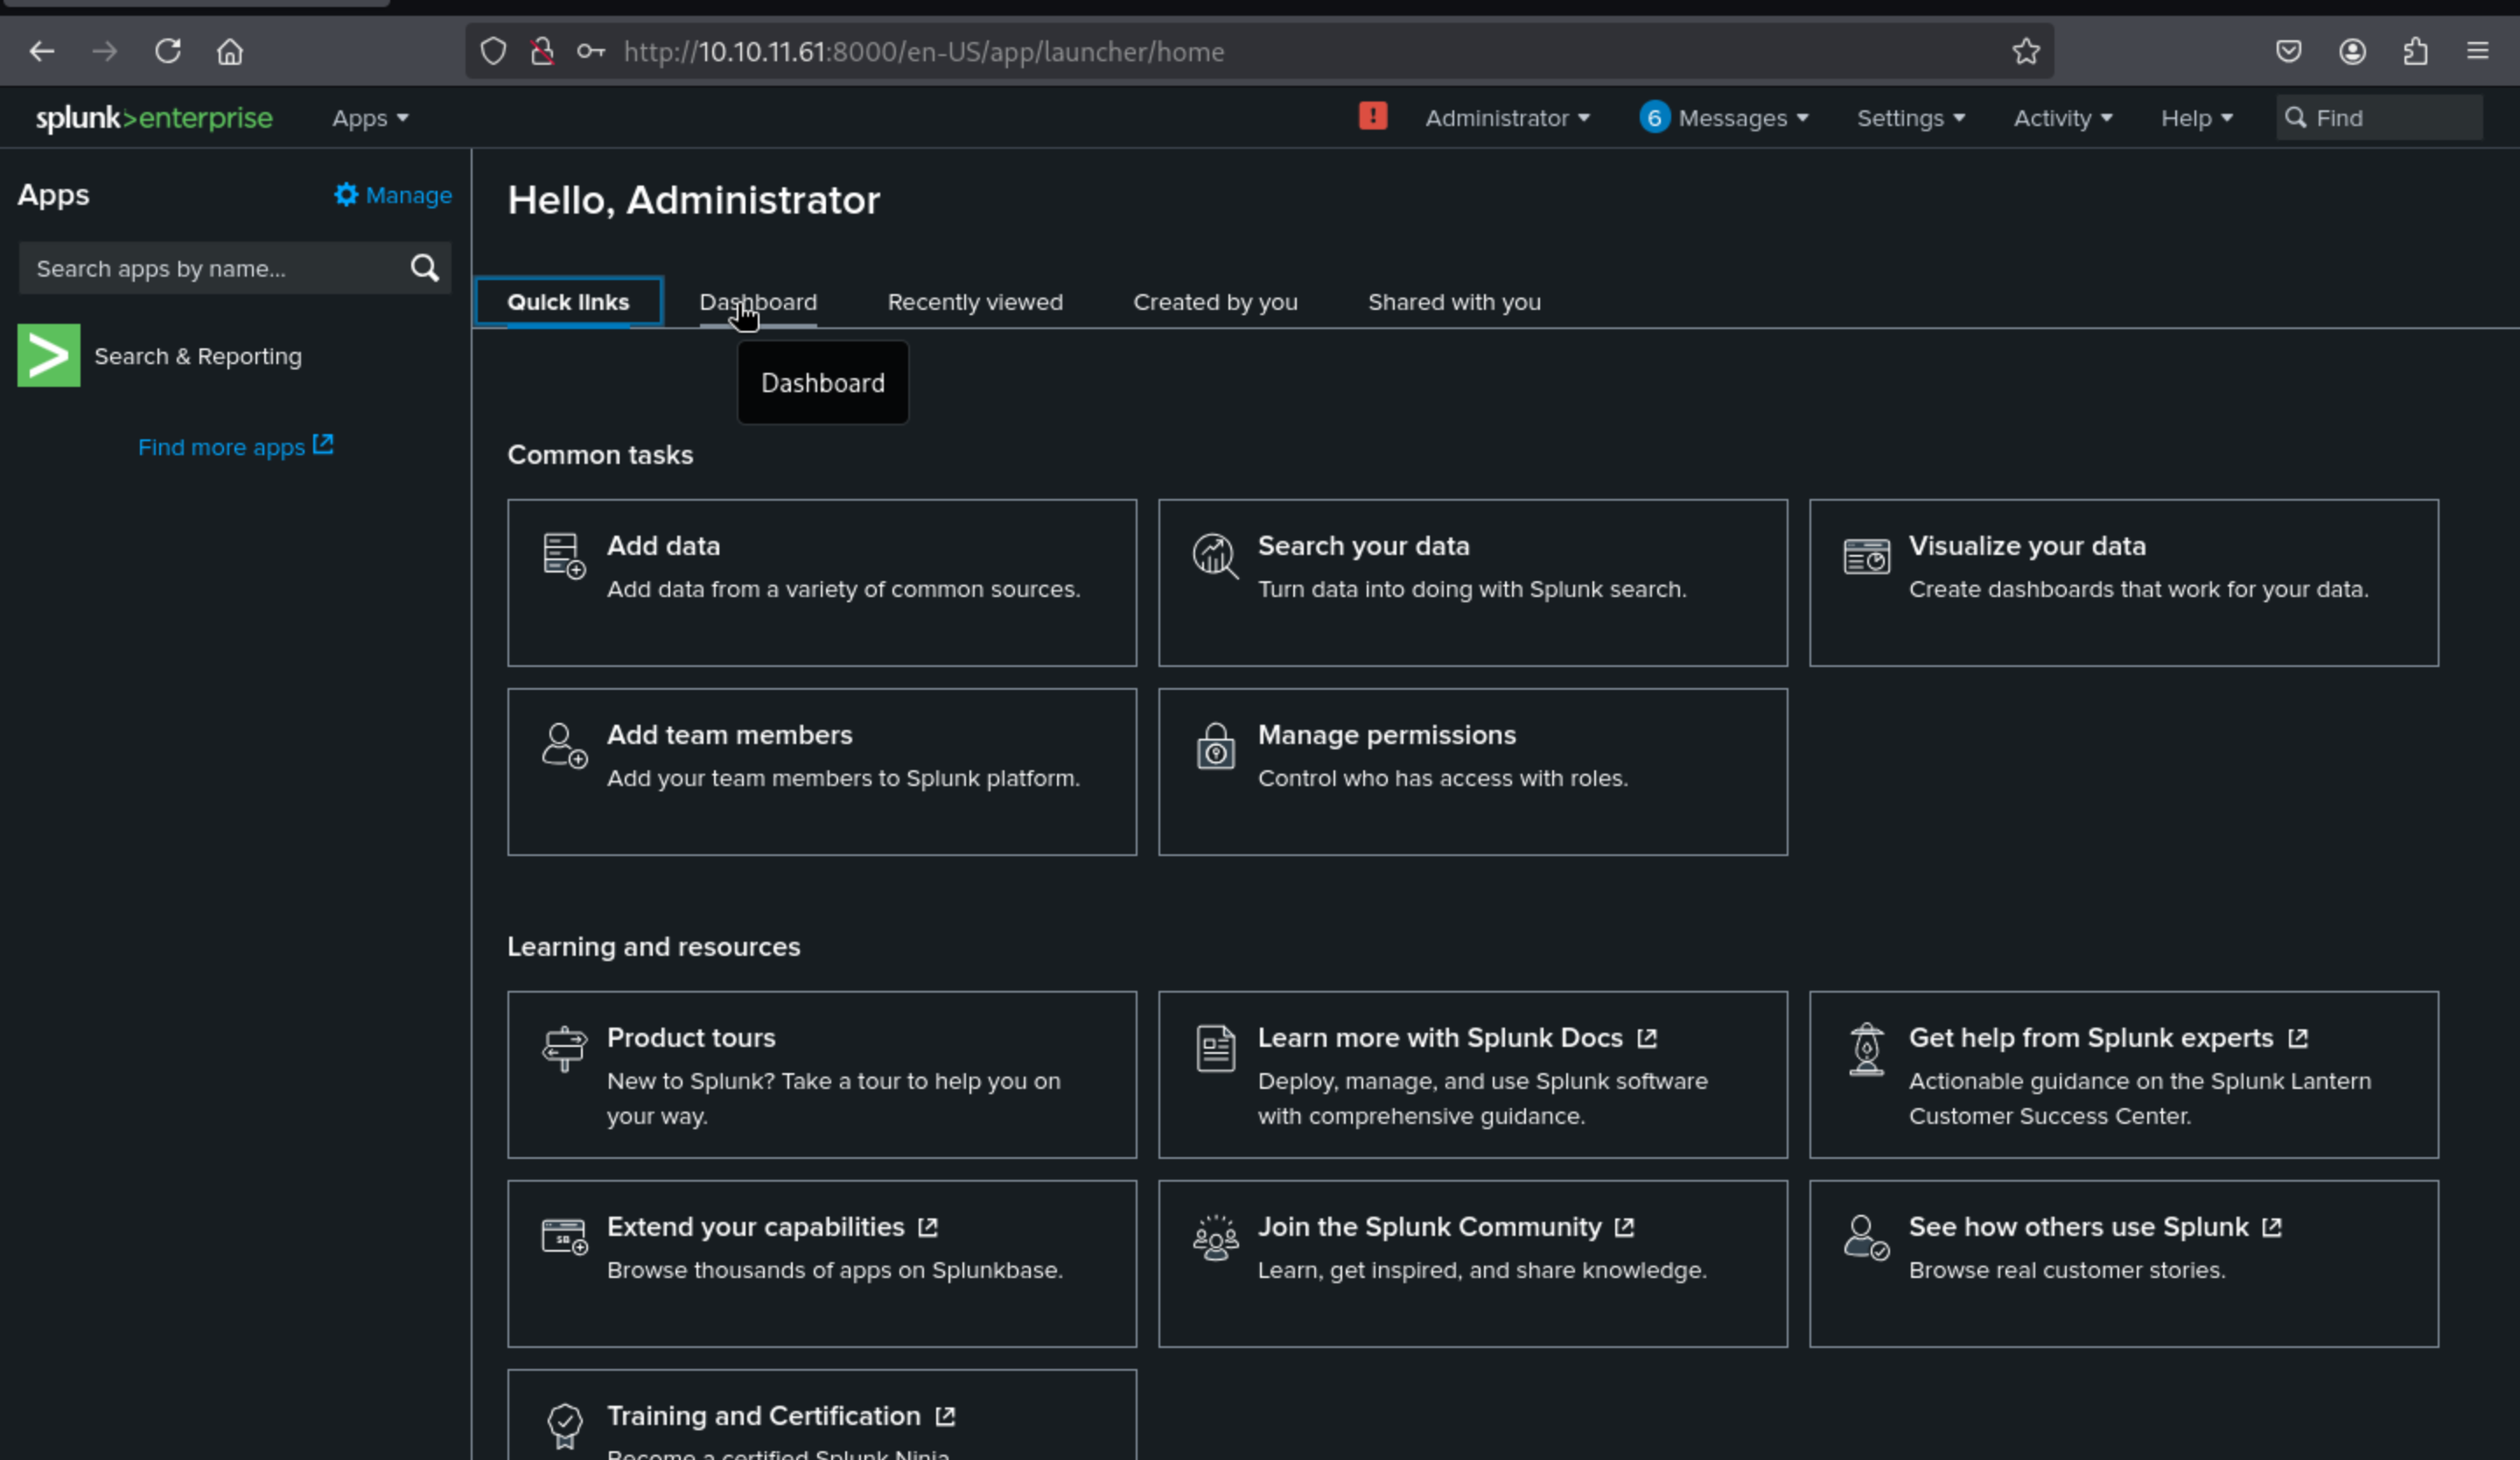 http://10.10.11.61:8000/en-US/app/launcher/home
splunk>enterprise Apps ! Administrator 6 Messages Settings Activity Help Find
Apps Manage
Search apps by name...
Search & Reporting
Find more apps
Hello, Administrator
Quick links Dashboard Recently viewed Created by you Shared with you
Dashboard
Common tasks
Add data
Add data from a variety of common sources.
Search your data
Turn data into doing with Splunk search.
Visualize your data
Create dashboards that work for your data.
Add team members
Add your team members to Splunk platform.
Manage permissions
Control who has access with roles.
Learning and resources
Product tours
New to Splunk? Take a tour to help you on
your way.
Learn more with Splunk Docs
Deploy, manage, and use Splunk software
with comprehensive guidance.
Get help from Splunk experts
Actionable guidance on the Splunk Lantern
Customer Success Center.
Extend your capabilities
Browse thousands of apps on Splunkbase.
Join the Splunk Community
Learn, get inspired, and share knowledge.
See how others use Splunk
Browse real customer stories.
Training and Certification
Become a certified Splunk Ninja